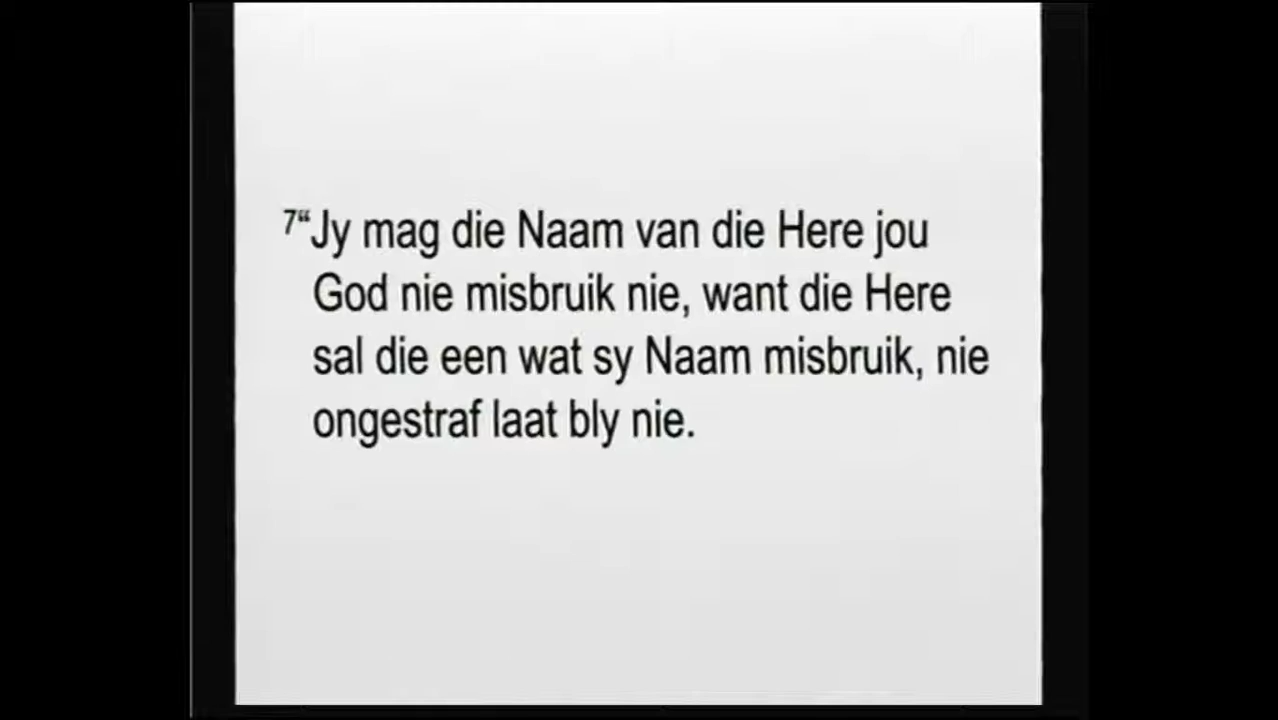 7“Jy mag die Naam van die Here jou
God nie misbruik nie, want die Here
sal die een wat sy Naam misbruik, nie
ongestraf laat bly nie.